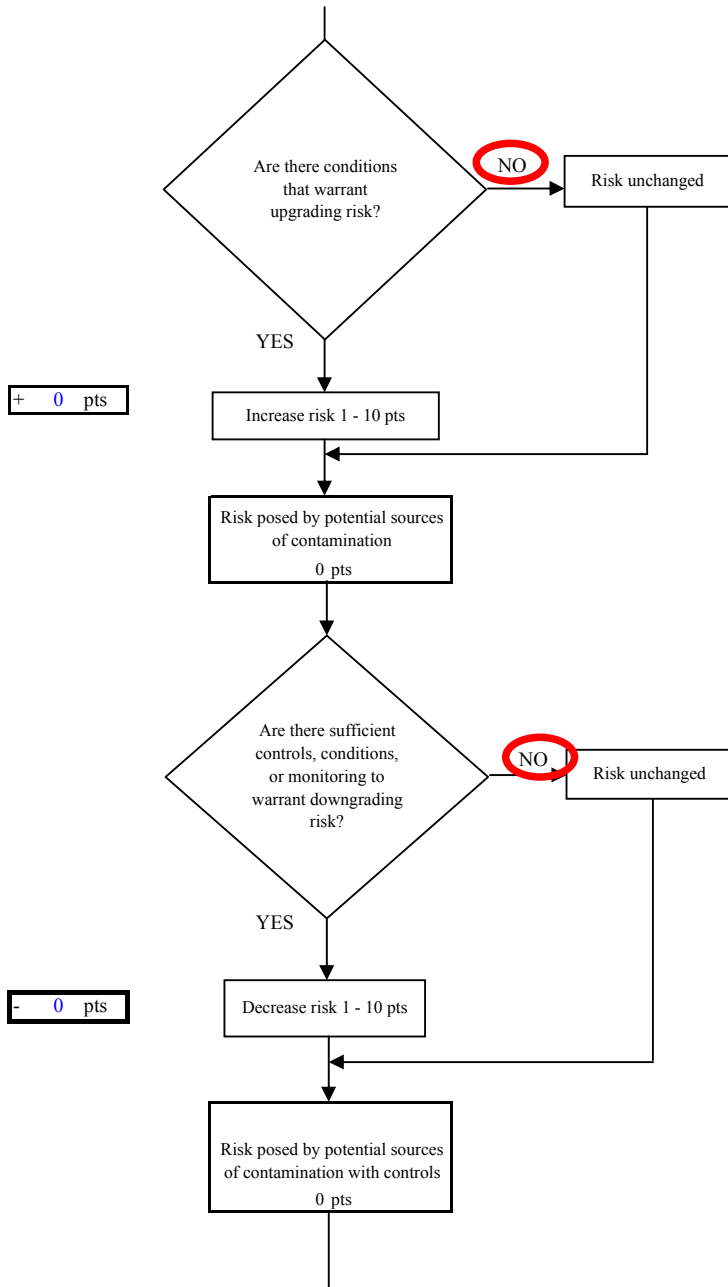 Are there conditions
that warrant
upgrading risk?
NO
Risk unchanged
YES
+ 0 pts
Increase risk 1 - 10 pts
Risk posed by potential sources
of contamination
0 pts
Are there sufficient
controls, conditions,
or monitoring to
warrant downgrading
risk?
NO
Risk unchanged
YES
- 0 pts
Decrease risk 1 - 10 pts
Risk posed by potential sources
of contamination with controls
0 pts